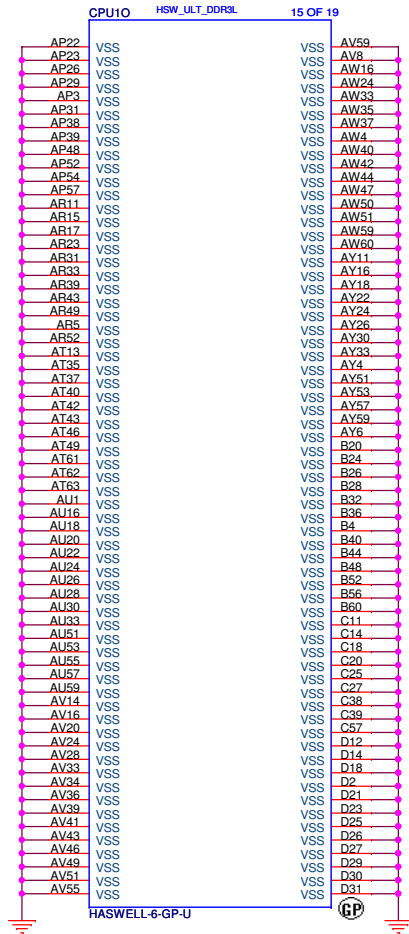 CPU1O HSW_ULT_DDR3L 15 OF 19
AP22 VSS VSS AV59
AP23 VSS VSS AV8
AP26 VSS VSS AW16
AP29 VSS VSS AW24
AP3 VSS VSS AW33
AP31 VSS VSS AW35
AP38 VSS VSS AW37
AP39 VSS VSS AW4
AP48 VSS VSS AW40
AP52 VSS VSS AW42
AP54 VSS VSS AW44
AP57 VSS VSS AW47
AR11 VSS VSS AW50
AR15 VSS VSS AW51
AR17 VSS VSS AW59
AR23 VSS VSS AW60
AR31 VSS VSS AY11
AR33 VSS VSS AY16
AR39 VSS VSS AY18
AR43 VSS VSS AY22
AR49 VSS VSS AY24
AR5 VSS VSS AY26
AR52 VSS VSS AY30
AT13 VSS VSS AY33
AT35 VSS VSS AY4
AT37 VSS VSS AY51
AT40 VSS VSS AY53
AT42 VSS VSS AY57
AT43 VSS VSS AY59
AT46 VSS VSS AY6
AT49 VSS VSS B20
AT61 VSS VSS B24
AT62 VSS VSS B26
AT63 VSS VSS B28
AU1 VSS VSS B32
AU16 VSS VSS B36
AU18 VSS VSS B4
AU20 VSS VSS B40
AU22 VSS VSS B44
AU24 VSS VSS B48
AU26 VSS VSS B52
AU28 VSS VSS B56
AU30 VSS VSS B60
AU33 VSS VSS C11
AU51 VSS VSS C14
AU53 VSS VSS C18
AU55 VSS VSS C20
AU57 VSS VSS C25
AU59 VSS VSS C27
AV14 VSS VSS C38
AV16 VSS VSS C39
AV20 VSS VSS C57
AV24 VSS VSS D12
AV28 VSS VSS D14
AV33 VSS VSS D18
AV34 VSS VSS D2
AV36 VSS VSS D21
AV39 VSS VSS D23
AV41 VSS VSS D25
AV43 VSS VSS D26
AV46 VSS VSS D27
AV49 VSS VSS D29
AV51 VSS VSS D30
AV55 VSS VSS D31
HASWELL-6-GP-U GP